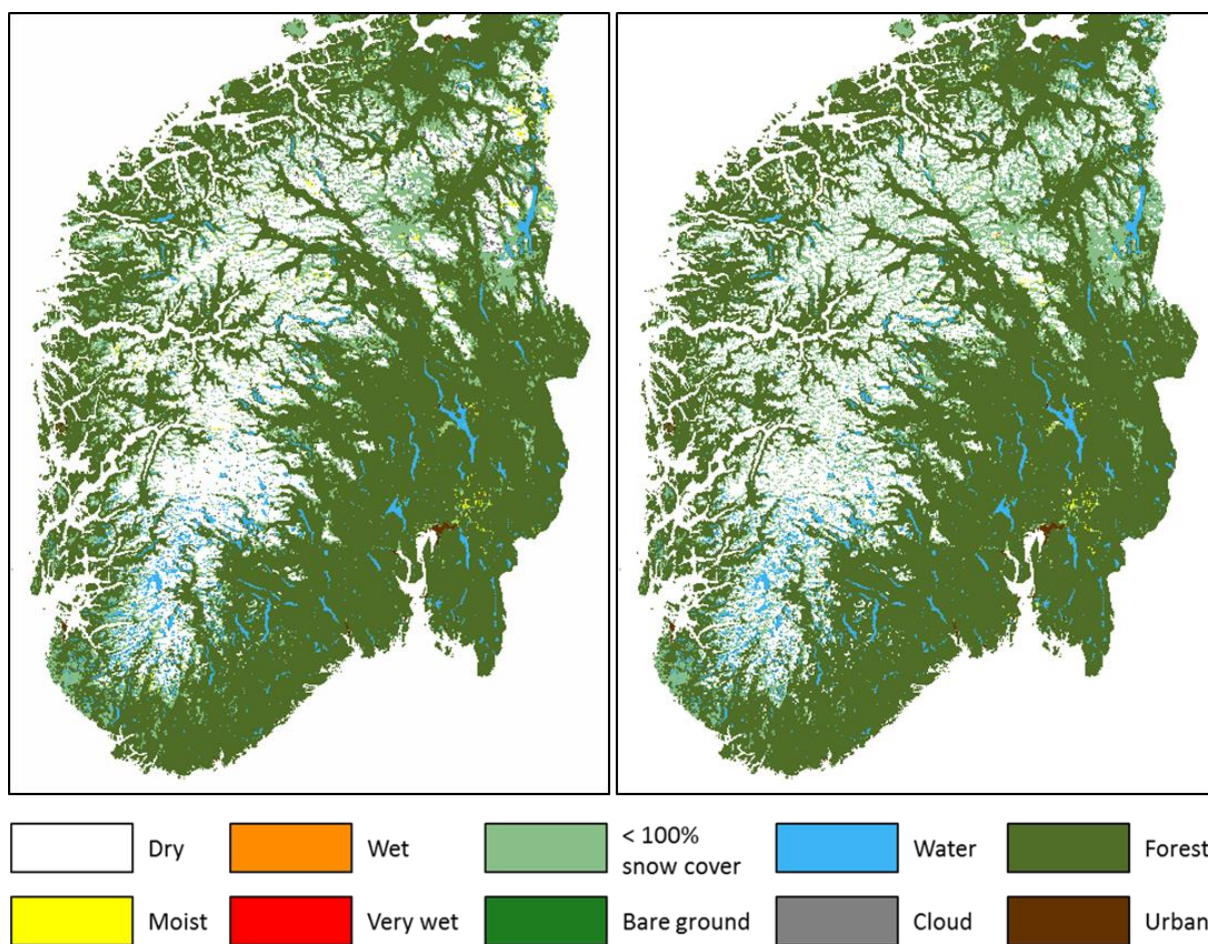 Dry
Wet
< 100%
snow cover
Water
Forest
Moist
Very wet
Bare ground
Cloud
Urban